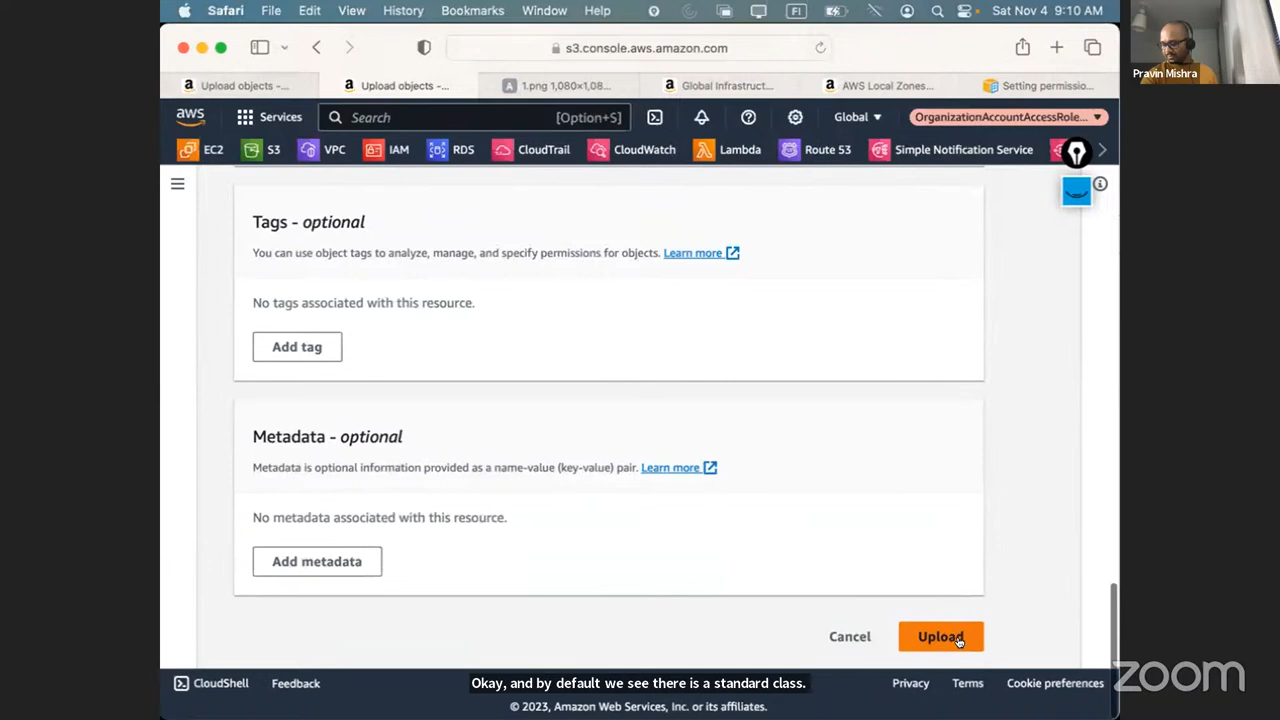 Safari File Edit View History Bookmarks Window Help FI Sat Nov 4 9:10 AM
s3.console.aws.amazon.com
Upload objects -... Upload objects -... 1.png 1,080×1,08... Global Infrastruct... AWS Local Zones... Setting permissio...
aws Services Search [Option+S] Global OrganizationAccountAccessRole...
EC2 S3 VPC IAM RDS CloudTrail CloudWatch Lambda Route 53 Simple Notification Service
Pravin Mishra
Tags - optional
You can use object tags to analyze, manage, and specify permissions for objects. Learn more
No tags associated with this resource.
Add tag
Metadata - optional
Metadata is optional information provided as a name-value (key-value) pair. Learn more
No metadata associated with this resource.
Add metadata
Cancel Upload
CloudShell Feedback Privacy Terms Cookie preferences
Okay, and by default we see there is a standard class.
© 2023, Amazon Web Services, Inc. or its affiliates.
zoom